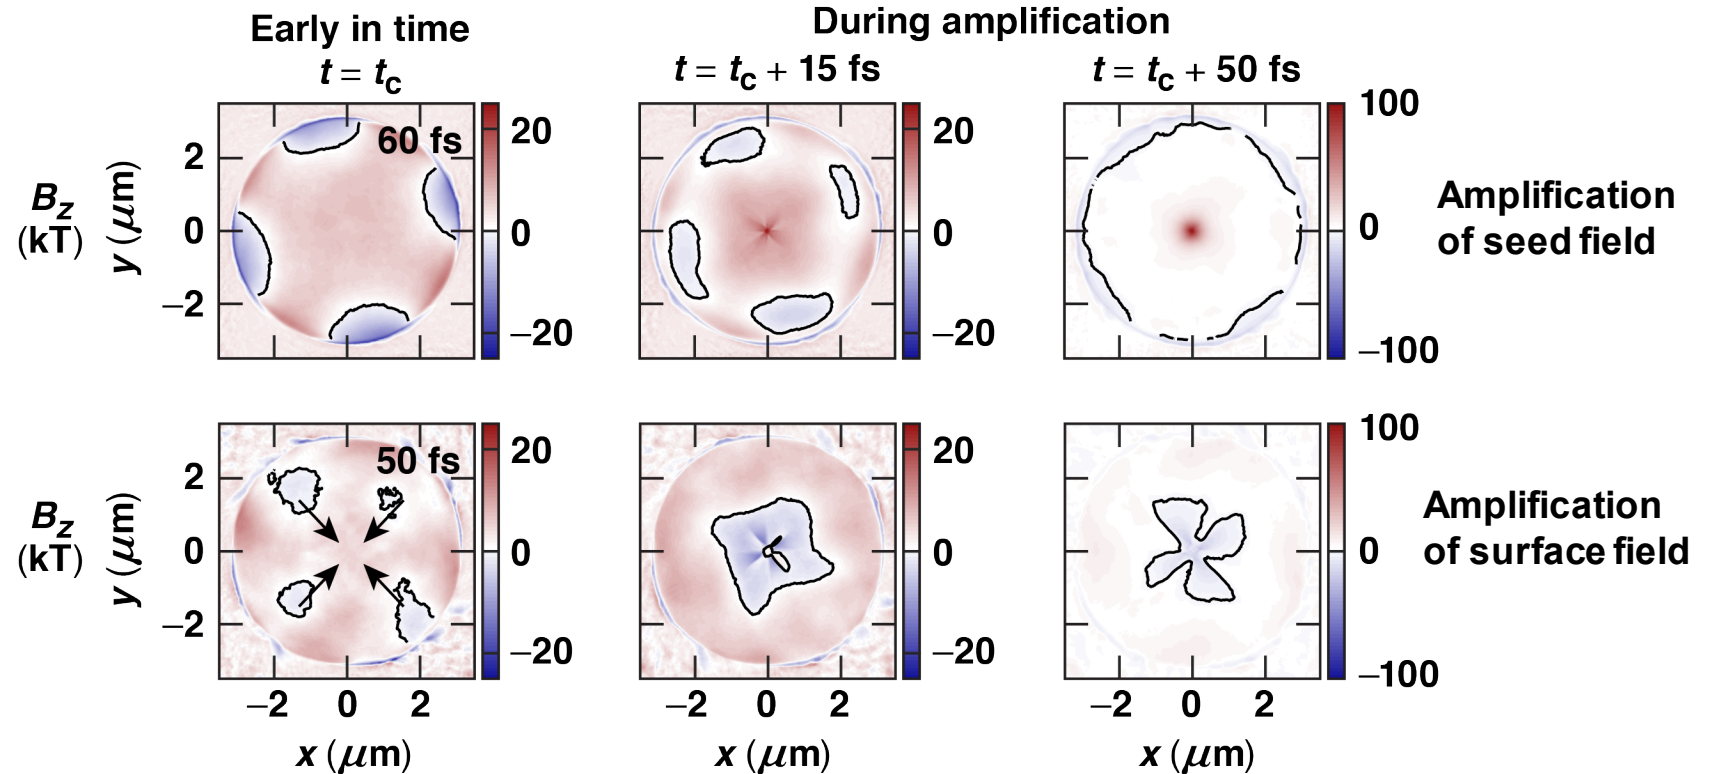 Early in time
During amplification
t = tc
t = tc + 15 fs
t = tc + 50 fs
Bz
(kT)
y (μm)
2
0
−2
60 fs
20
0
−20
20
0
−20
100
0
−100
Amplification
of seed field
Bz
(kT)
y (μm)
2
0
−2
50 fs
20
0
−20
20
0
−20
100
0
−100
Amplification
of surface field
−2 0 2
−2 0 2
−2 0 2
x (μm)
x (μm)
x (μm)